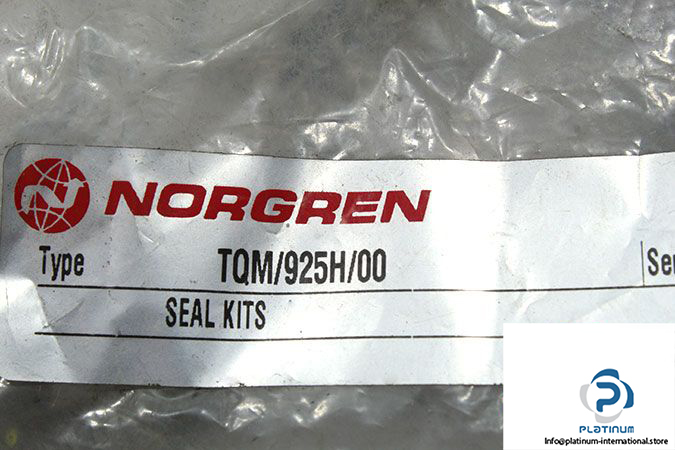 NORGREN
Type TQM/925H/00
SEAL KITS
PLATINUM
Info@platinum-international.store